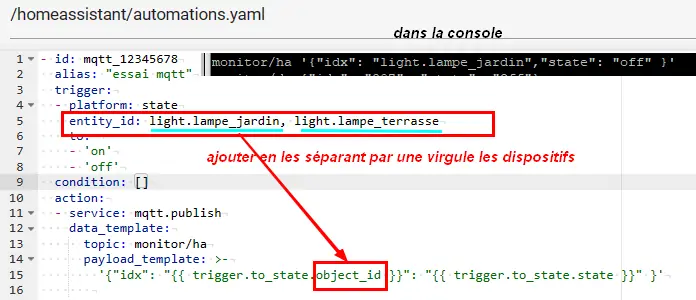 /homeassistant/automations.yaml
dans la console
monitor/ha '{"idx": "light.lampe_jardin","state": "off" }'
1 - id: mqtt_12345678
2 alias: "essai mqtt"
3 trigger:
4 - platform: state
5 entity_id: light.lampe_jardin, light.lampe_terrasse
6 to:
7 - 'on'
ajouter en les séparant par une virgule les dispositifs
8 - 'off'
9 condition: []
10 action:
11 - service: mqtt.publish
12 data_template:
13 topic: monitor/ha
14 payload_template: >-
15 '{"idx": "{{ trigger.to_state.object_id }}": "{{ trigger.to_state.state }}" }'
16